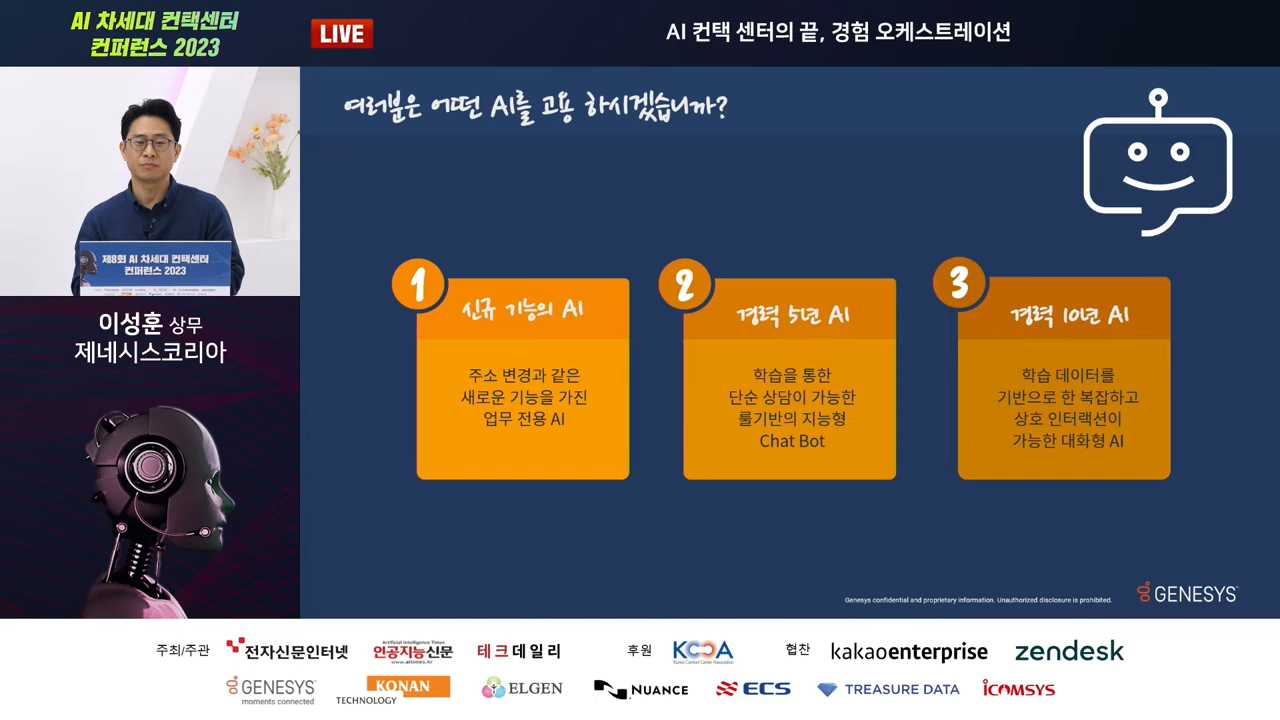 AI 차세대 컨택센터
컨퍼런스 2023
LIVE
AI 컨택 센터의 끝, 경험 오케스트레이션
여러분은 어떤 AI를 고용 하시겠습니까?
제8회 AI 차세대 컨택센터
컨퍼런스 2023
이성훈 상무
제네시스코리아
1
신규 기능의 AI
주소 변경과 같은
새로운 기능을 가진
업무 전용 AI
2
경력 5년 AI
학습을 통한
단순 상담이 가능한
룰기반의 지능형
Chat Bot
3
경력 10년 AI
학습 데이터를
기반으로 한 복잡하고
상호 인터랙션이
가능한 대화형 AI
Genesys confidential and proprietary information. Unauthorized disclosure is prohibited.
GENESYS™
주최/주관
전자신문인터넷
Artificial Intelligence Times
인공지능신문
www.aitimes.kr
테크데일리
후원
KCCA
Korea Contact Center Association
협찬
kakaoenterprise
zendesk
GENESYS™
moments connected
KONAN
TECHNOLOGY
ELGEN
NUANCE
ECS
TREASURE DATA
iCOMSYS